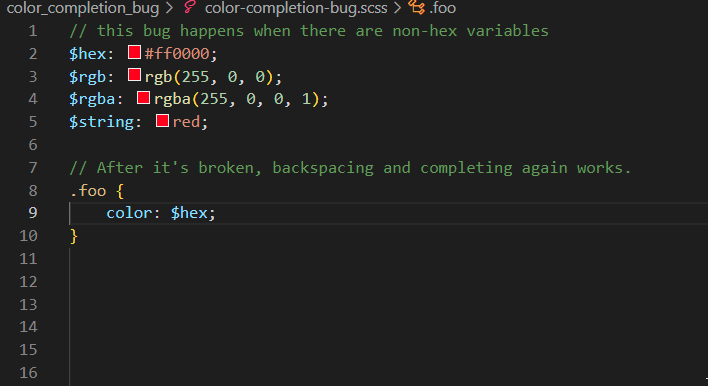 color_completion_bug > color-completion-bug.scss > .foo
1 // this bug happens when there are non-hex variables
2 $hex: #ff0000;
3 $rgb: rgb(255, 0, 0);
4 $rgba: rgba(255, 0, 0, 1);
5 $string: red;
6
7 // After it's broken, backspacing and completing again works.
8 .foo {
9 color: $hex;
10 }
11
12
13
14
15
16